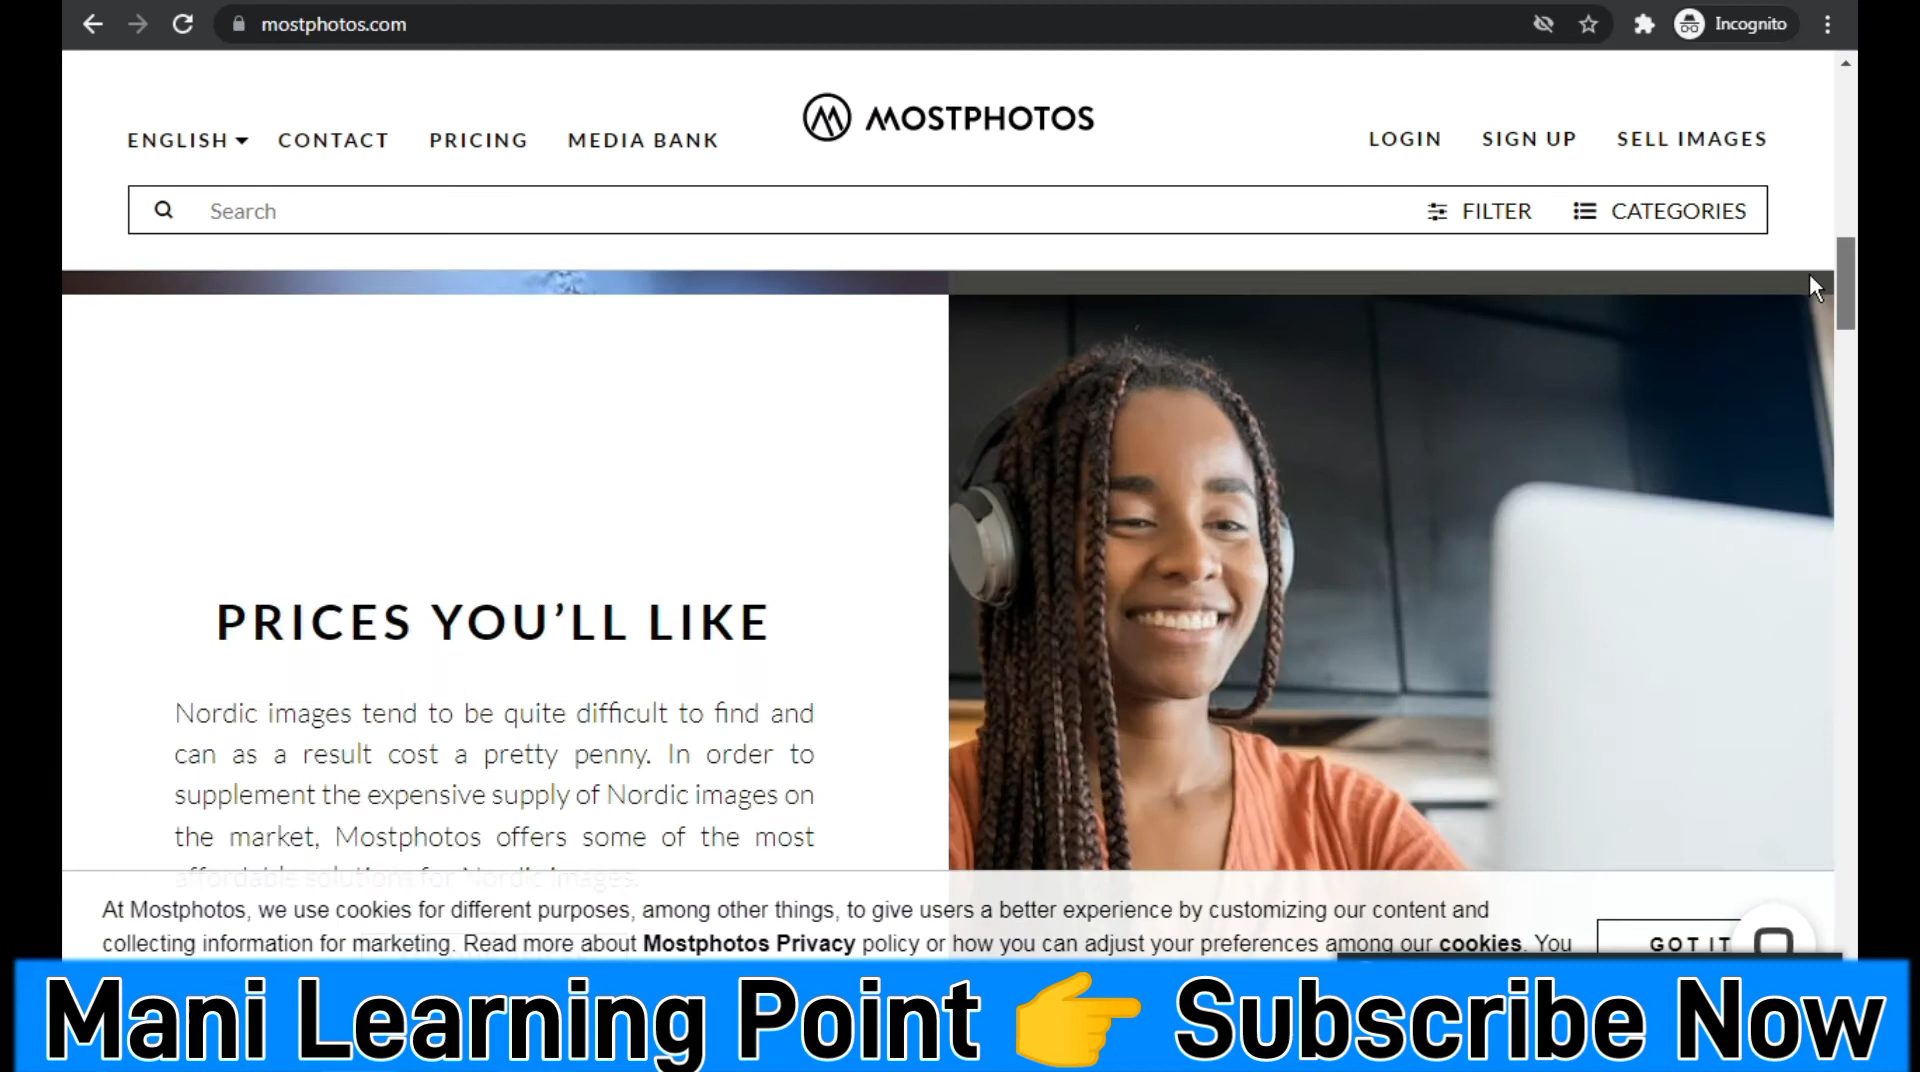 mostphotos.com
Incognito
ENGLISH
CONTACT
PRICING
MEDIA BANK
MOSTPHOTOS
LOGIN
SIGN UP
SELL IMAGES
Search
FILTER
CATEGORIES
PRICES YOU’LL LIKE
Nordic images tend to be quite difficult to find and
can as a result cost a pretty penny. In order to
supplement the expensive supply of Nordic images on
the market, Mostphotos offers some of the most
affordable solutions for Nordic images.
At Mostphotos, we use cookies for different purposes, among other things, to give users a better experience by customizing our content and
collecting information for marketing. Read more about Mostphotos Privacy policy or how you can adjust your preferences among our cookies. You
GOT IT
Mani Learning Point 👉 Subscribe Now